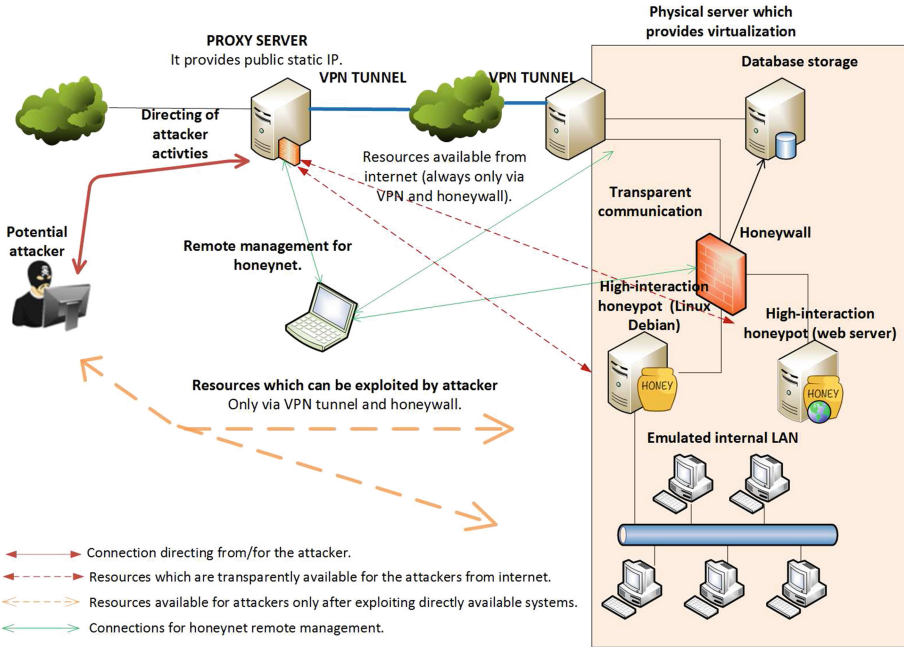 Physical server which
provides virtualization
PROXY SERVER
It provides public static IP.
VPN TUNNEL
VPN TUNNEL
Database storage
Directing of
attacker
activties
Resources available from
internet (always only via
VPN and honeywall).
Transparent
communication
Potential
attacker
Remote management for
honeynet.
Honeywall
High-interaction
honeypot (Linux
Debian)
High-interaction
honeypot (web server)
HONEY
HONEY
Resources which can be exploited by attacker
Only via VPN tunnel and honeywall.
Emulated internal LAN
Connection directing from/for the attacker.
Resources which are transparently available for the attackers from internet.
Resources available for attackers only after exploiting directly available systems.
Connections for honeynet remote management.